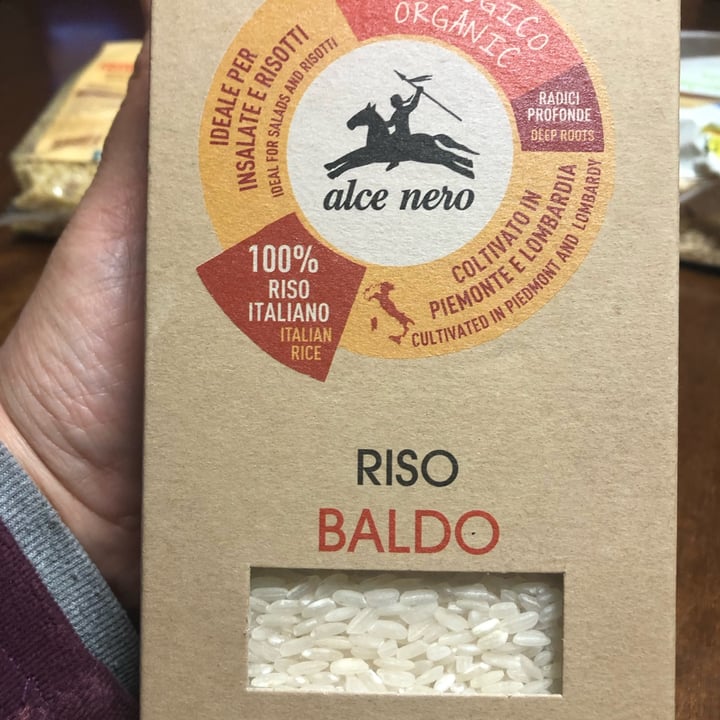 ORGANIC
IDEALE PER
INSALATE E RISOTTI
IDEAL FOR SALADS AND RISOTTI
RADICI
PROFONDE
DEEP ROOTS
alce nero
COLTIVATO IN
PIEMONTE E LOMBARDIA
CULTIVATED IN PIEDMONT AND LOMBARDY
100%
RISO
ITALIANO
ITALIAN
RICE
RISO
BALDO